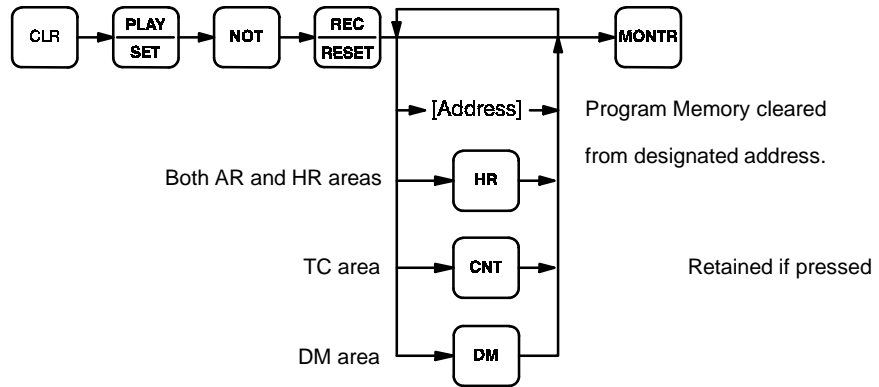 CLR
PLAY
SET
NOT
REC
RESET
MONTR
[Address]
Program Memory cleared
from designated address.
Both AR and HR areas
HR
TC area
CNT
Retained if pressed
DM area
DM